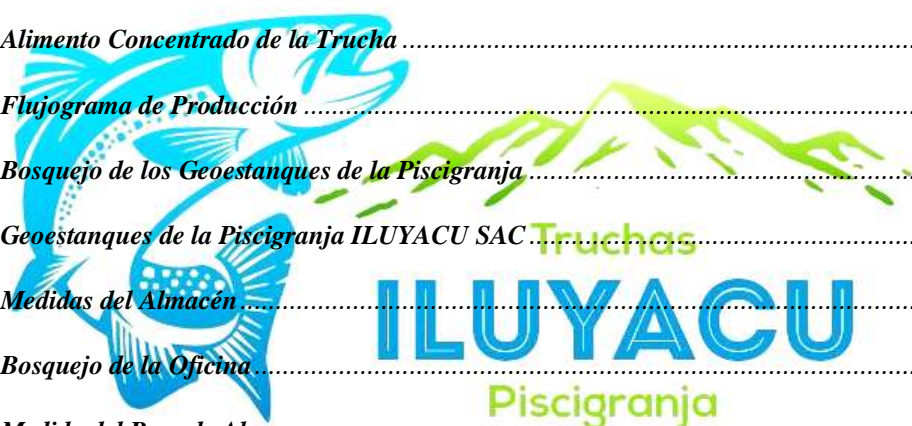 Alimento Concentrado de la Trucha
Flujograma de Producción
Bosquejo de los Geoestanques de la Piscigranja
Geoestanques de la Piscigranja ILUYACU SAC
Truchas
Medidas del Almacén
ILUYACU
Bosquejo de la Oficina
Piscigranja